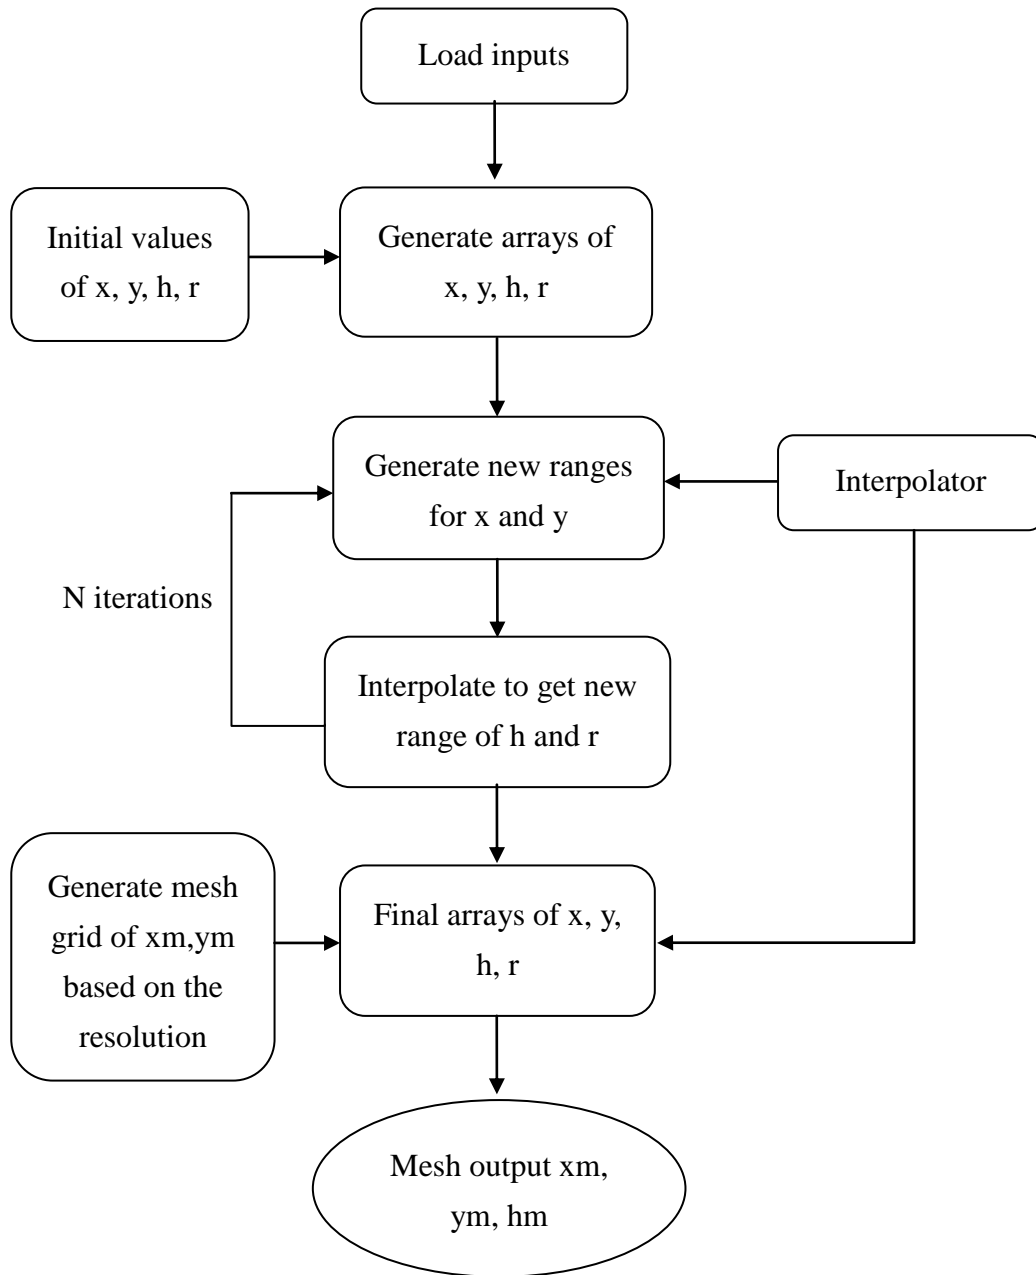 Load inputs
Initial values
of x, y, h, r
Generate arrays of
x, y, h, r
Generate new ranges
for x and y
Interpolator
N iterations
Interpolate to get new
range of h and r
Generate mesh
grid of xm,ym
based on the
resolution
Final arrays of x, y,
h, r
Mesh output xm,
ym, hm